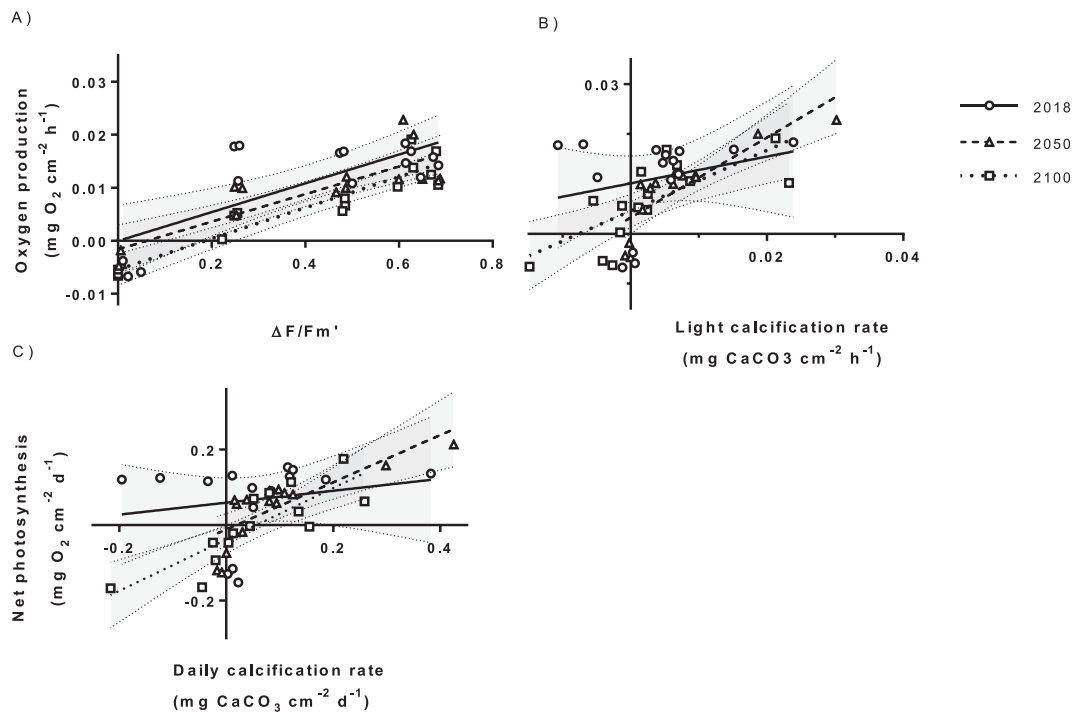 A)
Oxygen production
(mg O2 cm-2 h-1)
0.03
0.02
0.01
0.00
-0.01
0.2
0.4
0.6
0.8
ΔF/Fm'
B)
0.03
0.02
0.04
Light calcification rate
(mg CaCO3 cm-2 h-1)
2018
2050
2100
C)
Net photosynthesis
(mg O2 cm-2 d-1)
0.2
-0.2
-0.2
0.2
0.4
Daily calcification rate
(mg CaCO3 cm-2 d-1)